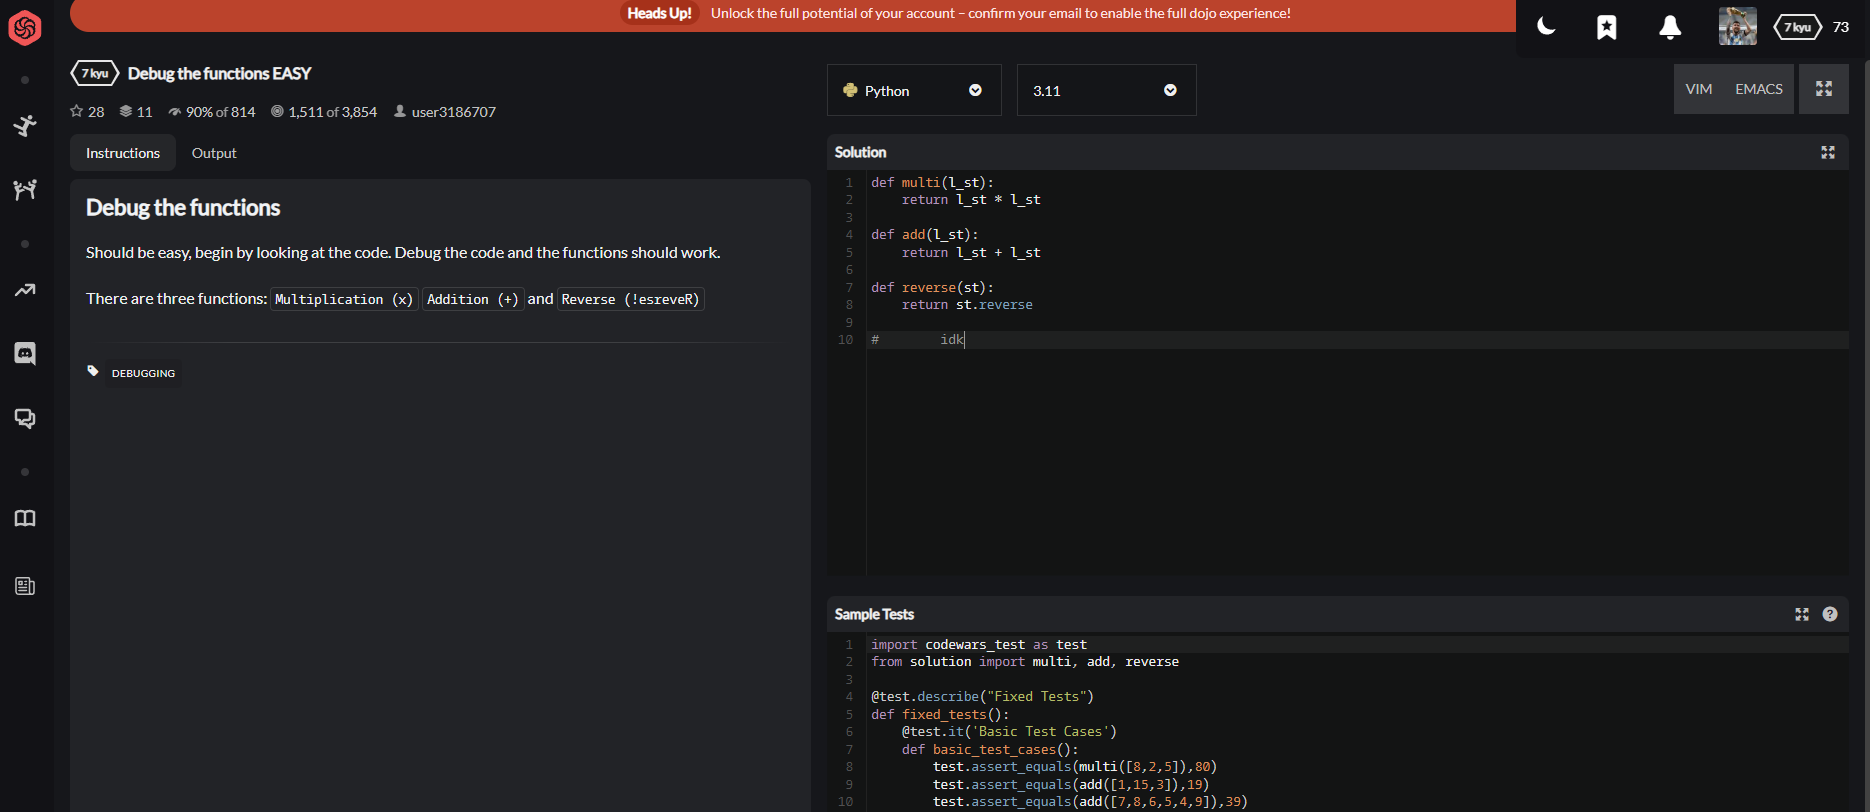 Heads Up! Unlock the full potential of your account – confirm your email to enable the full dojo experience!
7 kyu 73
7 kyu Debug the functions EASY
28 11 90% of 814 1,511 of 3,854 user3186707
Instructions Output
Debug the functions
Should be easy, begin by looking at the code. Debug the code and the functions should work.
There are three functions: Multiplication (x) Addition (+) and Reverse (!esreveR)
DEBUGGING
Python 3.11 VIM EMACS
Solution
1 def multi(l_st):
2     return l_st * l_st
3
4 def add(l_st):
5     return l_st + l_st
6
7 def reverse(st):
8     return st.reverse
9
10 #        idk
Sample Tests
1 import codewars_test as test
2 from solution import multi, add, reverse
3
4 @test.describe("Fixed Tests")
5 def fixed_tests():
6     @test.it('Basic Test Cases')
7     def basic_test_cases():
8         test.assert_equals(multi([8,2,5]),80)
9         test.assert_equals(add([1,15,3]),19)
10         test.assert_equals(add([7,8,6,5,4,9]),39)